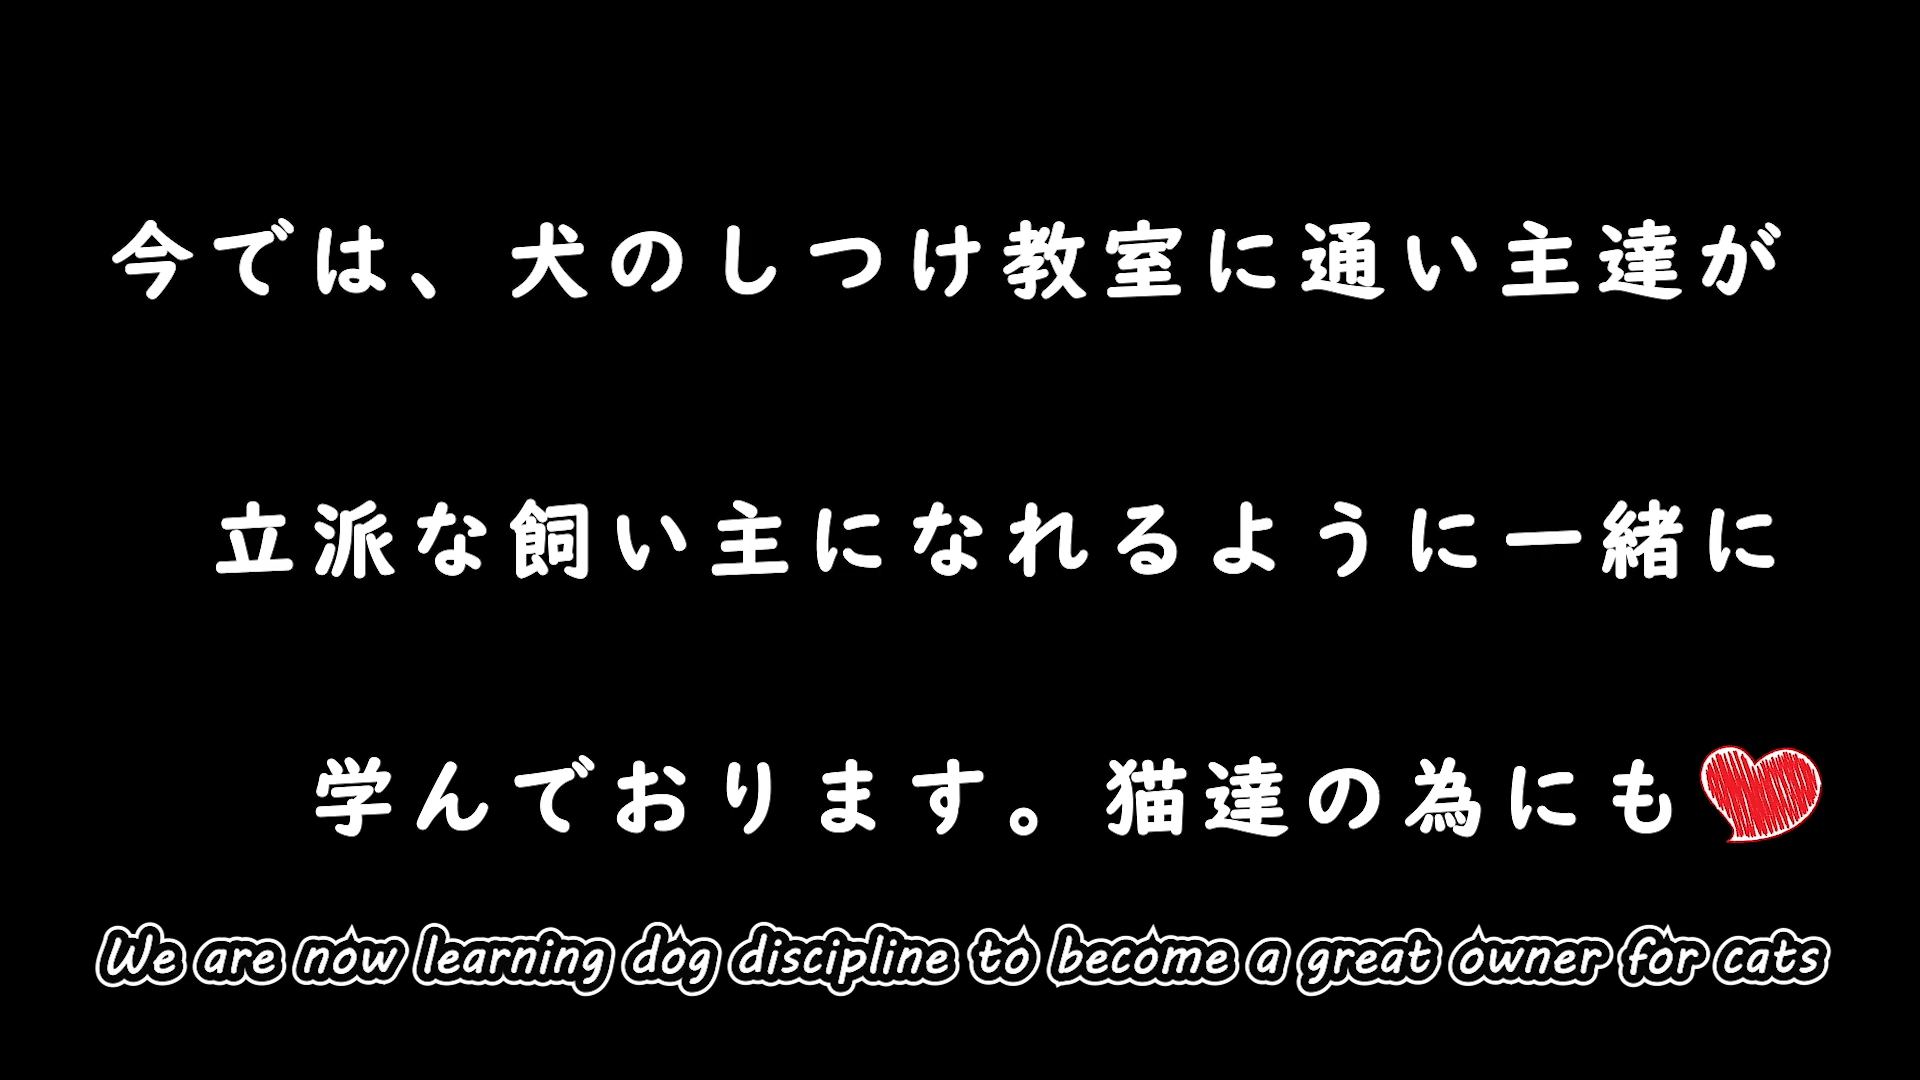 今では、犬のしつけ教室に通い主達が
立派な飼い主になれるように一緒に
学んでおります。猫達の為にも
We are now learning dog discipline to become a great owner for cats